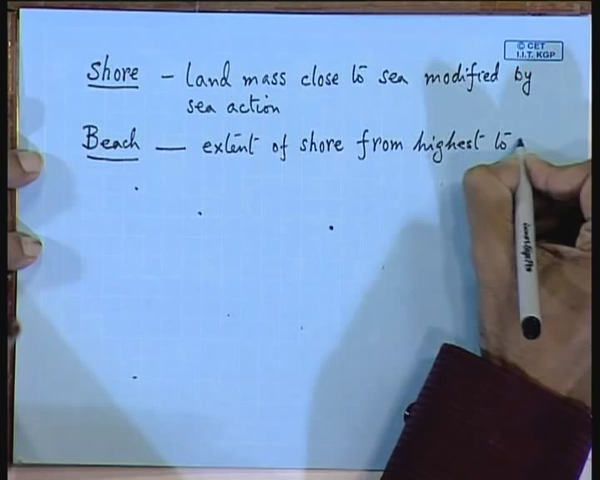 © CET
I.I.T. KGP
Shore – Land mass close to sea modified by
sea action
Beach — extent of shore from highest to